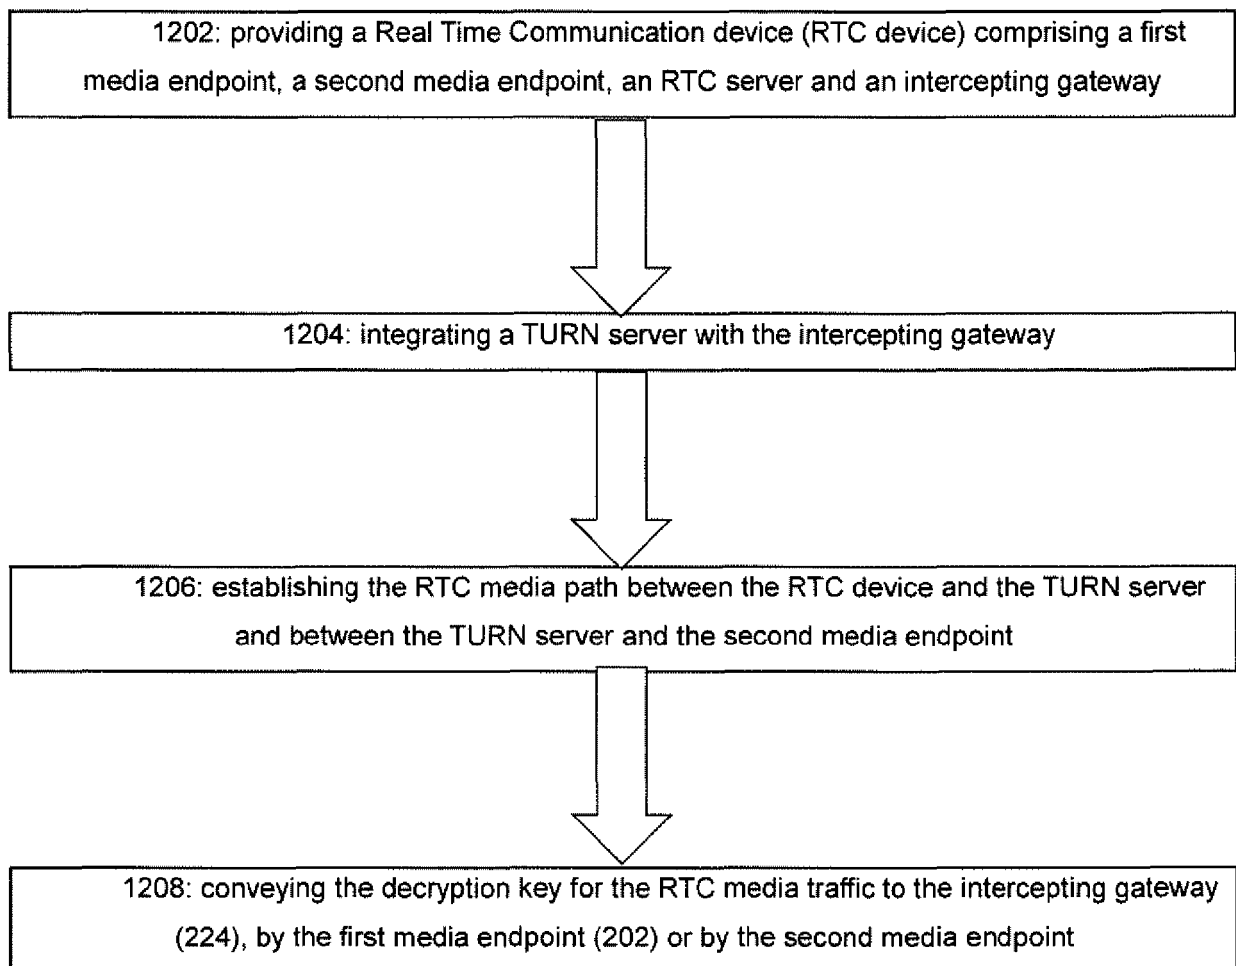 1202: providing a Real Time Communication device (RTC device) comprising a first
media endpoint, a second media endpoint, an RTC server and an intercepting gateway
1204: integrating a TURN server with the intercepting gateway
1206: establishing the RTC media path between the RTC device and the TURN server
and between the TURN server and the second media endpoint
1208: conveying the decryption key for the RTC media traffic to the intercepting gateway
(224), by the first media endpoint (202) or by the second media endpoint